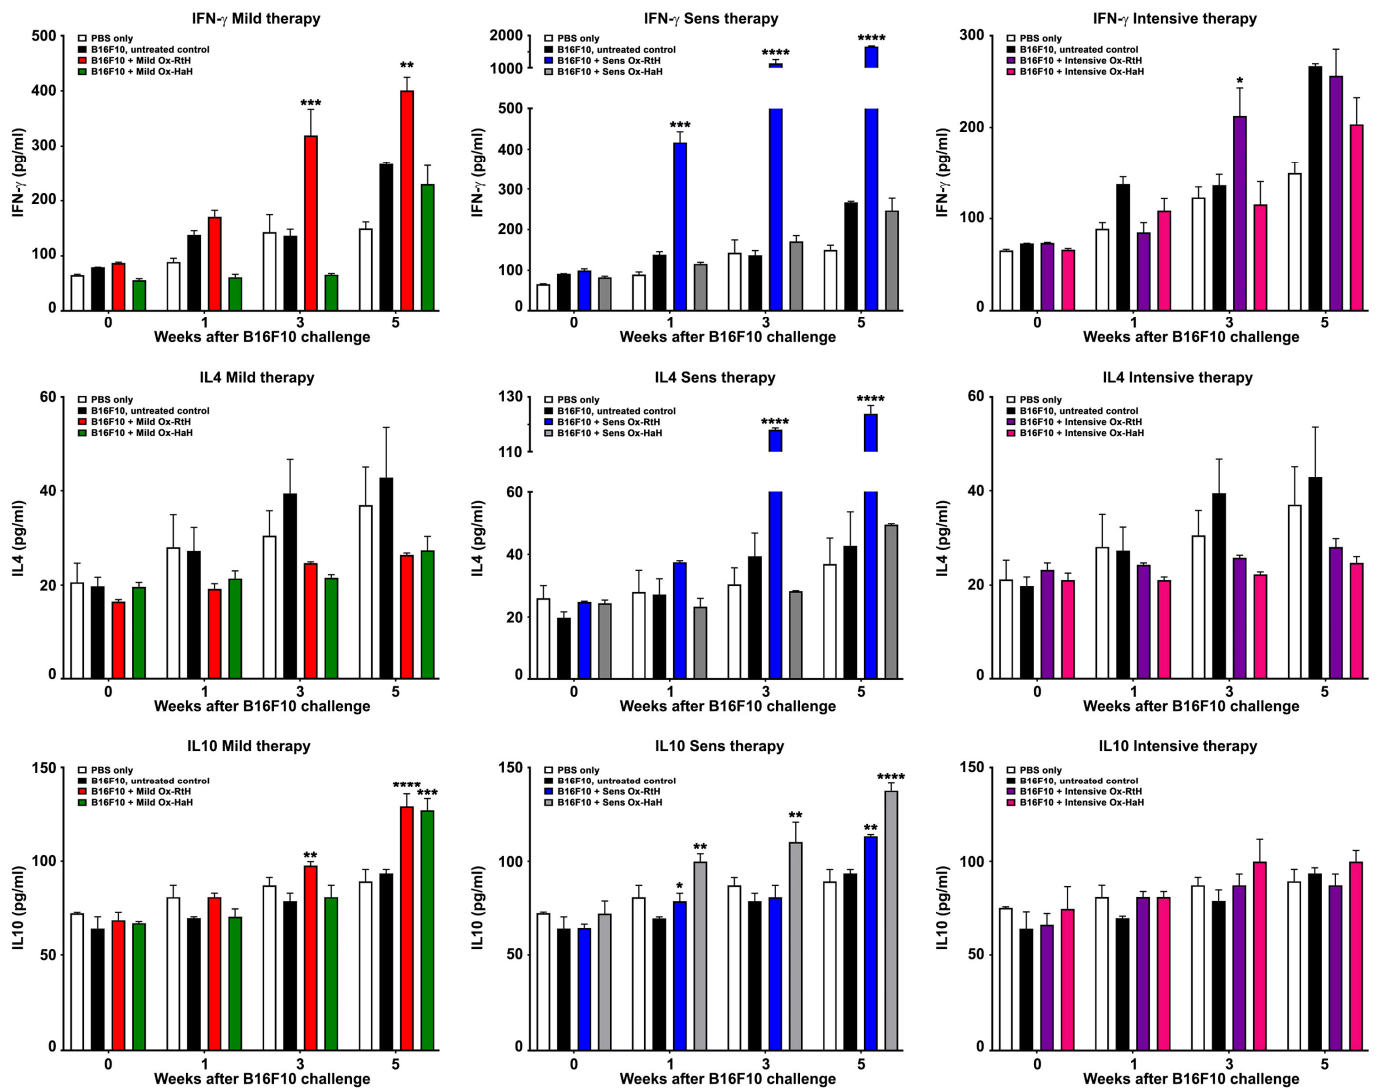 IFN-γ Mild therapy
PBS only
B16F10, untreated control
B16F10 + Mild Ox-RtH
B16F10 + Mild Ox-HaH
***
**
500
400
300
200
100
0
IFN-γ (pg/ml)
0 1 3 5
Weeks after B16F10 challenge
IFN-γ Sens therapy
PBS only
B16F10, untreated control
B16F10 + Sens Ox-RtH
B16F10 + Sens Ox-HaH
***
****
****
2000
1000
500
400
300
200
100
0
IFN-γ (pg/ml)
0 1 3 5
Weeks after B16F10 challenge
IFN-γ Intensive therapy
PBS only
B16F10, untreated control
B16F10 + Intensive Ox-RtH
B16F10 + Intensive Ox-HaH
*
300
200
100
0
IFN-γ (pg/ml)
0 1 3 5
Weeks after B16F10 challenge
IL4 Mild therapy
PBS only
B16F10, untreated control
B16F10 + Mild Ox-RtH
B16F10 + Mild Ox-HaH
60
40
20
0
IL4 (pg/ml)
0 1 3 5
Weeks after B16F10 challenge
IL4 Sens therapy
PBS only
B16F10, untreated control
B16F10 + Sens Ox-RtH
B16F10 + Sens Ox-HaH
****
****
130
110
60
40
20
0
IL4 (pg/ml)
0 1 3 5
Weeks after B16F10 challenge
IL4 Intensive therapy
PBS only
B16F10, untreated control
B16F10 + Intensive Ox-RtH
B16F10 + Intensive Ox-HaH
60
40
20
0
IL4 (pg/ml)
0 1 3 5
Weeks after B16F10 challenge
IL10 Mild therapy
PBS only
B16F10, untreated control
B16F10 + Mild Ox-RtH
B16F10 + Mild Ox-HaH
**
****
***
150
100
50
0
IL10 (pg/ml)
0 1 3 5
Weeks after B16F10 challenge
IL10 Sens therapy
PBS only
B16F10, untreated control
B16F10 + Sens Ox-RtH
B16F10 + Sens Ox-HaH
*
**
**
**
****
150
100
50
0
IL10 (pg/ml)
0 1 3 5
Weeks after B16F10 challenge
IL10 Intensive therapy
PBS only
B16F10, untreated control
B16F10 + Intensive Ox-RtH
B16F10 + Intensive Ox-HaH
150
100
50
0
IL10 (pg/ml)
0 1 3 5
Weeks after B16F10 challenge